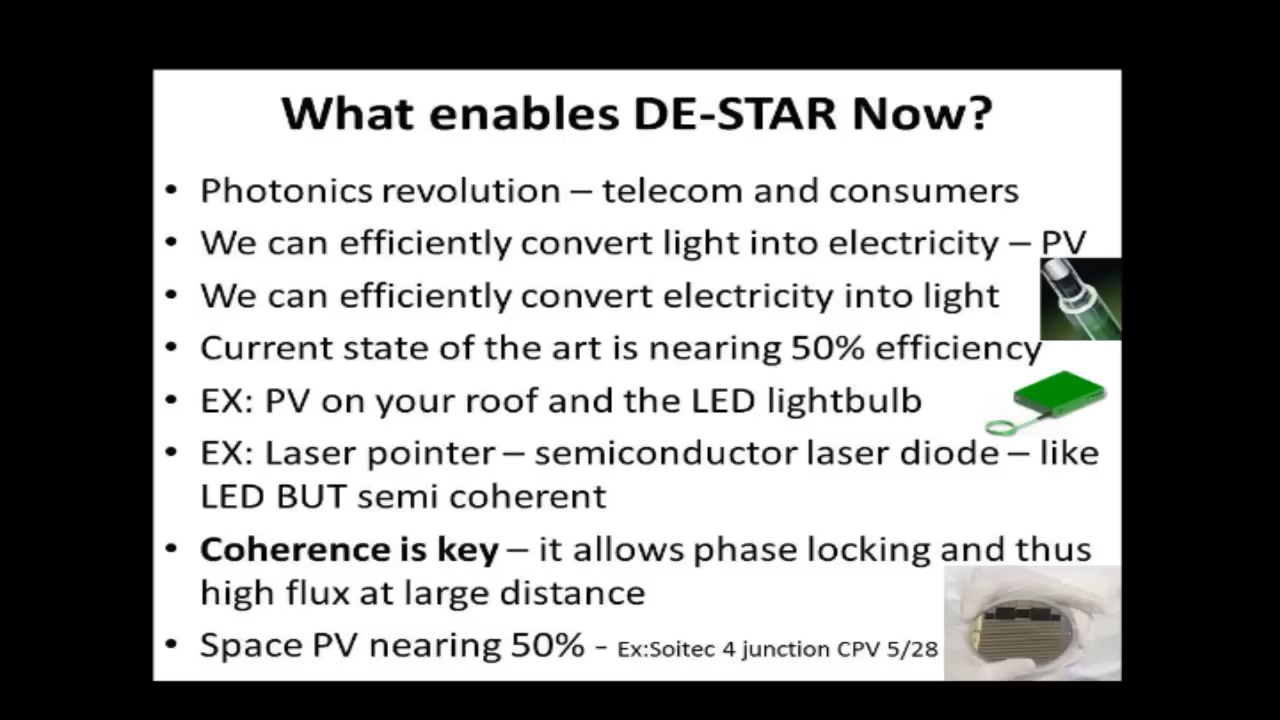 What enables DE-STAR Now?
• Photonics revolution – telecom and consumers
• We can efficiently convert light into electricity – PV
• We can efficiently convert electricity into light
• Current state of the art is nearing 50% efficiency
• EX: PV on your roof and the LED lightbulb
• EX: Laser pointer – semiconductor laser diode – like
LED BUT semi coherent
• Coherence is key – it allows phase locking and thus
high flux at large distance
• Space PV nearing 50% - Ex:Soitec 4 junction CPV 5/28